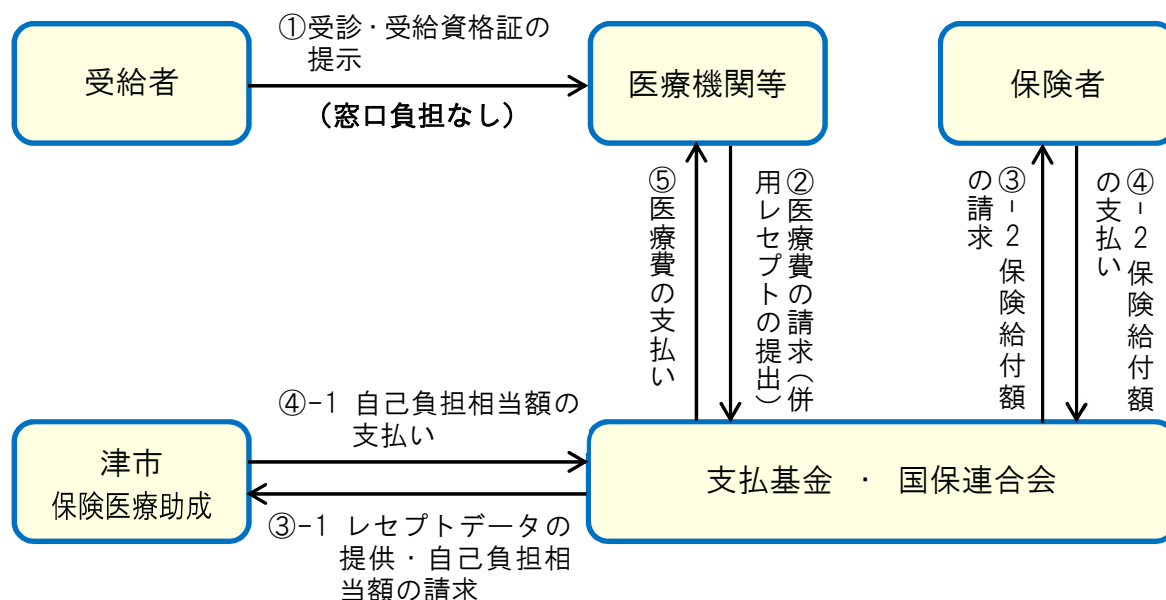 ①受診・受給資格証の
提示
受給者
医療機関等
保険者
（窓口負担なし）
⑤医療費の支払い
②医療費の請求（併
用レセプトの提出）
③-2 保険給付額
の請求
④-2 保険給付額
の支払い
④-1 自己負担相当額の
支払い
津市
保険医療助成
支払基金 ・ 国保連合会
③-1 レセプトデータの
提供・自己負担相
当額の請求